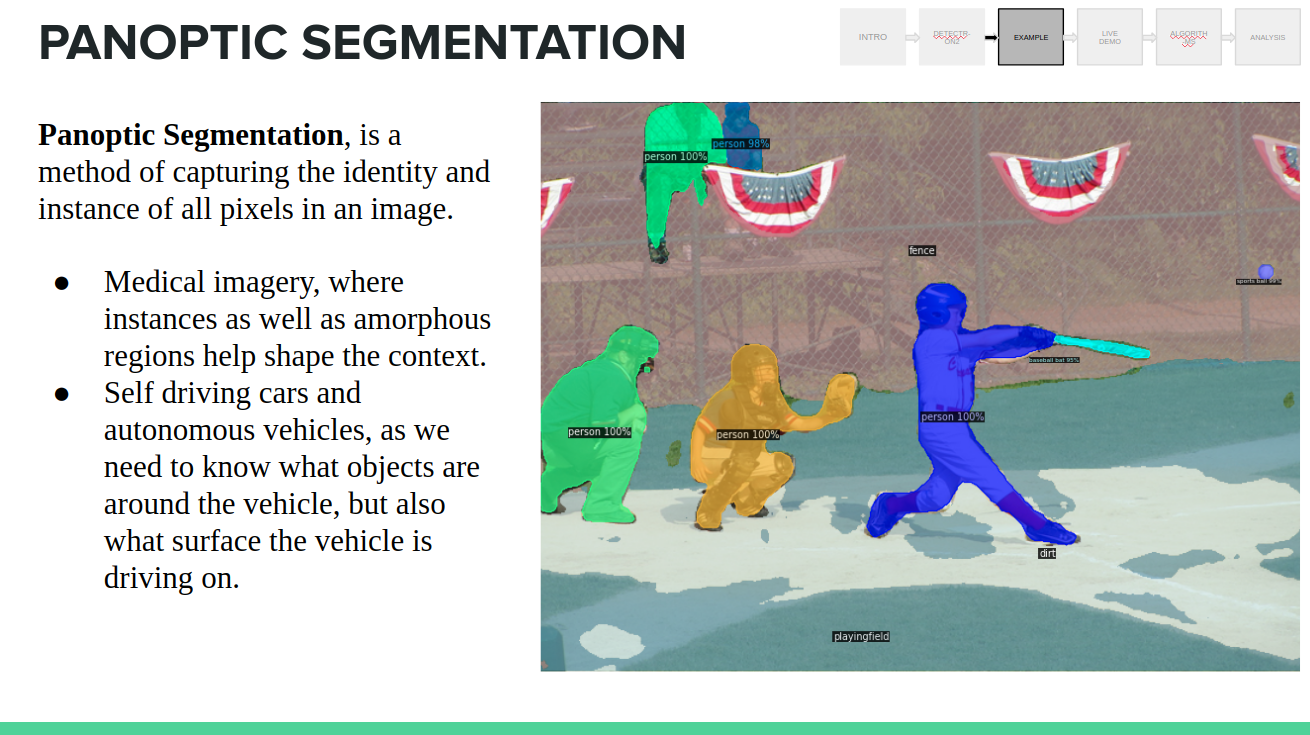 PANOPTIC SEGMENTATION
INTRO
DETECTR-
ON2
EXAMPLE
LIVE
DEMO
ALGORITH
MS
ANALYSIS
Panoptic Segmentation, is a
method of capturing the identity and
instance of all pixels in an image.
● Medical imagery, where
instances as well as amorphous
regions help shape the context.
● Self driving cars and
autonomous vehicles, as we
need to know what objects are
around the vehicle, but also
what surface the vehicle is
driving on.
person 98%
person 100%
fence
sports ball 99%
baseball bat 95%
person 100%
person 100%
person 100%
dirt
playingfield